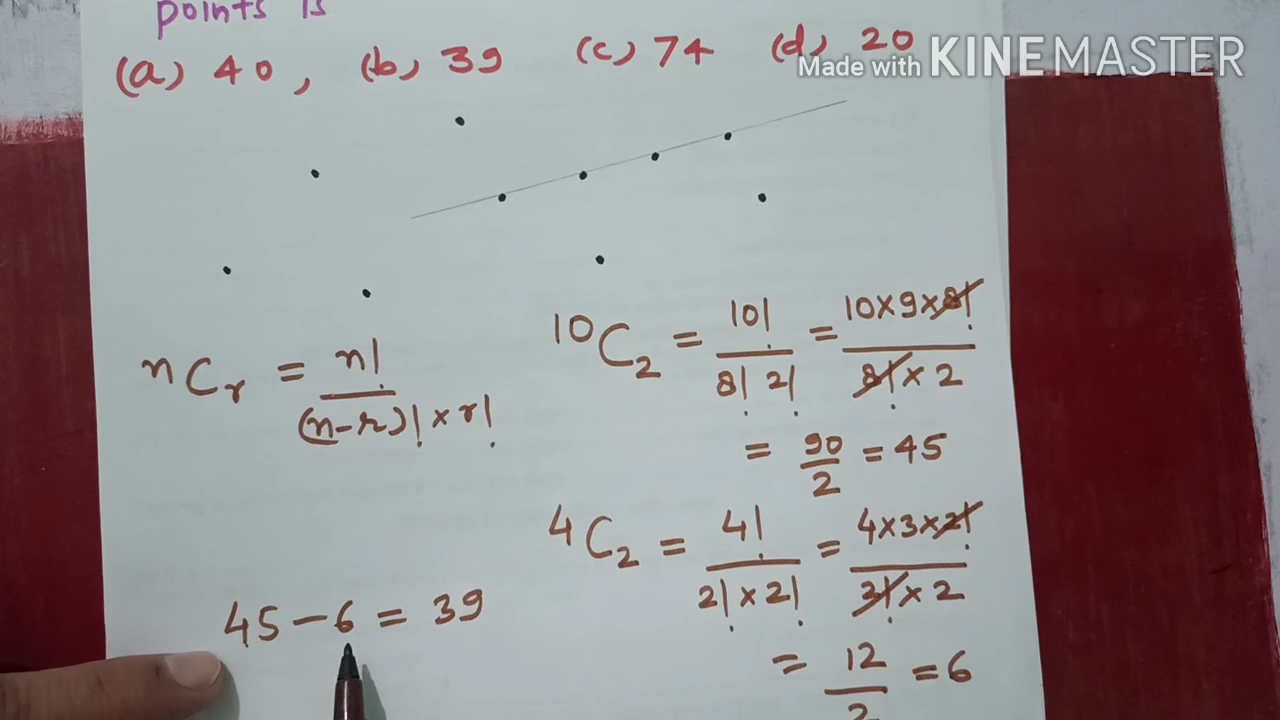 points is
(a) 40, (b) 39 (c) 74 (d) 20
Made with KINEMASTER
nCr = n! / (n-r)! × r!
10C2 = 10! / 8! 2! = 10×9×8! / 8!×2
= 90/2 = 45
4C2 = 4! / 2!×2! = 4×3×2! / 3!×2
= 12/2 = 6
45 - 6 = 39